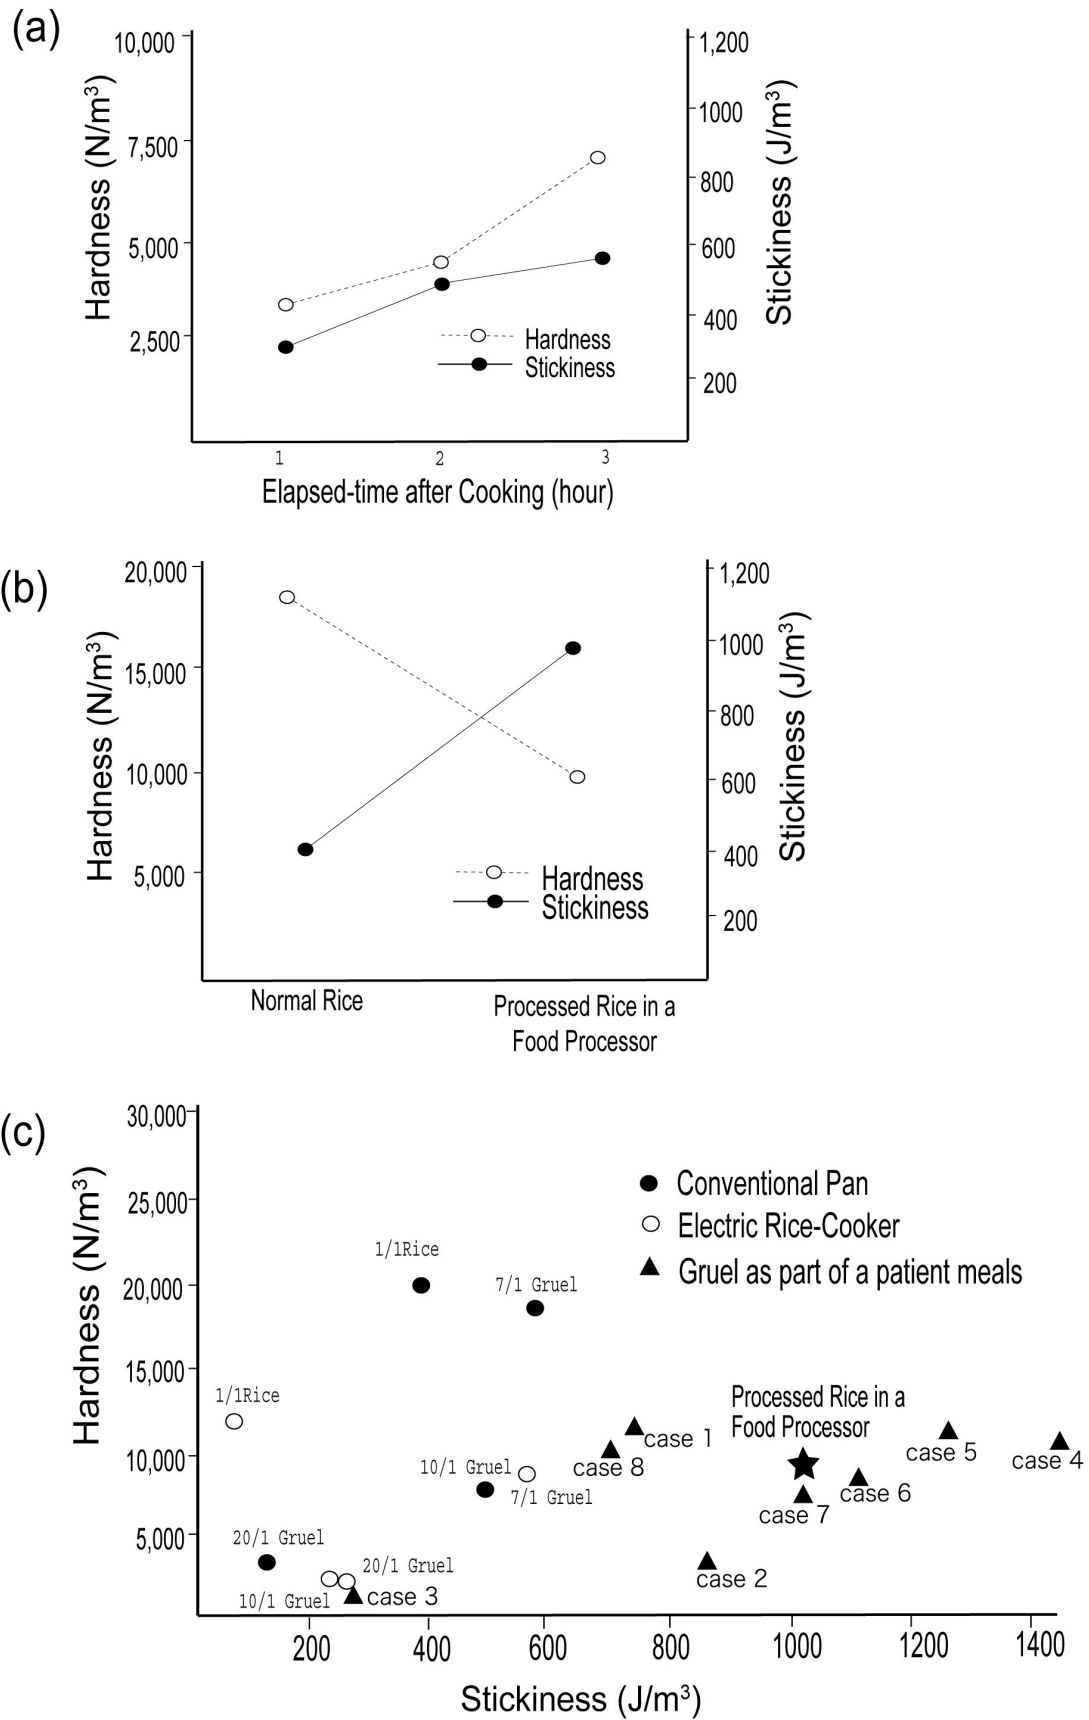 (a)
10,000
7,500
5,000
2,500
Hardness (N/m³)
1,200
1000
800
600
400
200
Stickiness (J/m³)
Hardness
Stickiness
1 2 3
Elapsed-time after Cooking (hour)
(b)
20,000
15,000
10,000
5,000
Hardness (N/m³)
1,200
1000
800
600
400
200
Stickiness (J/m³)
Hardness
Stickiness
Normal Rice
Processed Rice in a
Food Processor
(c)
30,000
25,000
20,000
15,000
10,000
5,000
Hardness (N/m³)
Conventional Pan
Electric Rice-Cooker
Gruel as part of a patient meals
1/1Rice
7/1 Gruel
1/1Rice
Processed Rice in a
Food Processor
case 1
case 5
case 4
10/1 Gruel
case 8
7/1 Gruel
case 6
case 7
20/1 Gruel
20/1 Gruel
case 2
10/1 Gruel
case 3
200 400 600 800 1000 1200 1400
Stickiness (J/m³)